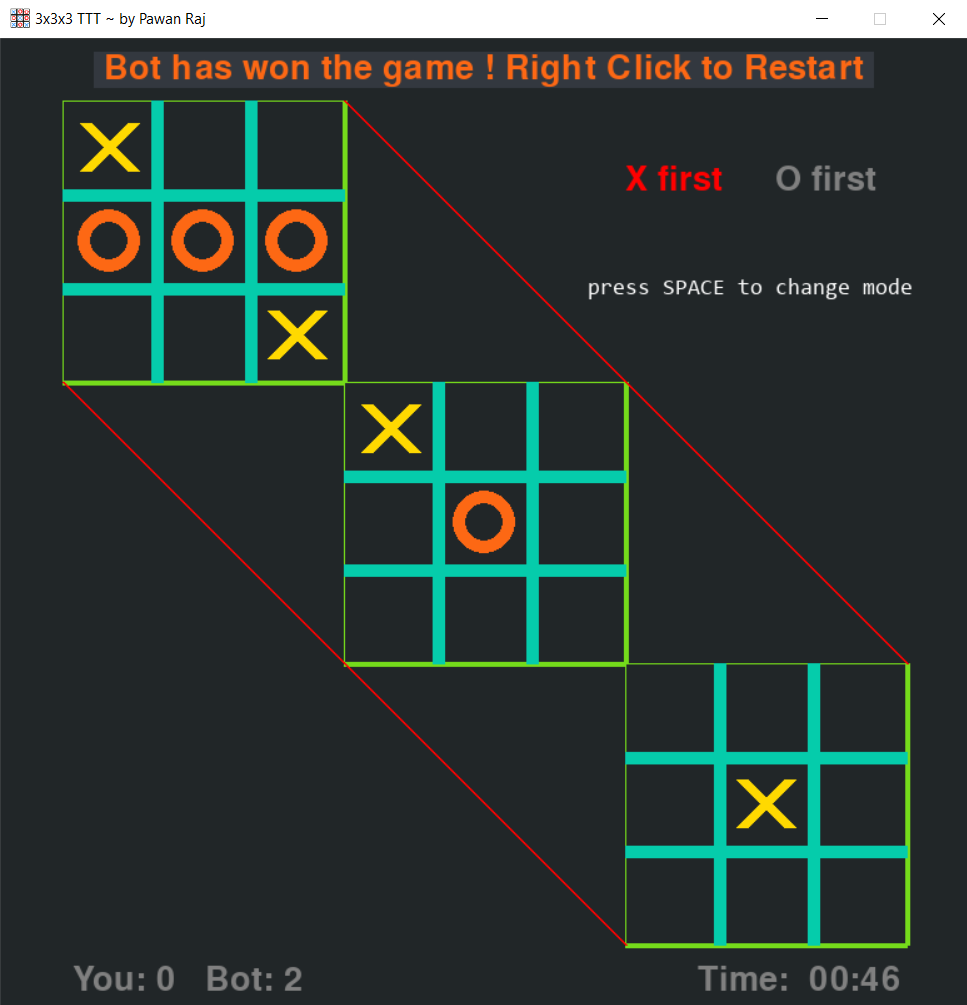 3x3x3 TTT ~ by Pawan Raj
Bot has won the game ! Right Click to Restart
X first O first
press SPACE to change mode
You: 0 Bot: 2 Time: 00:46